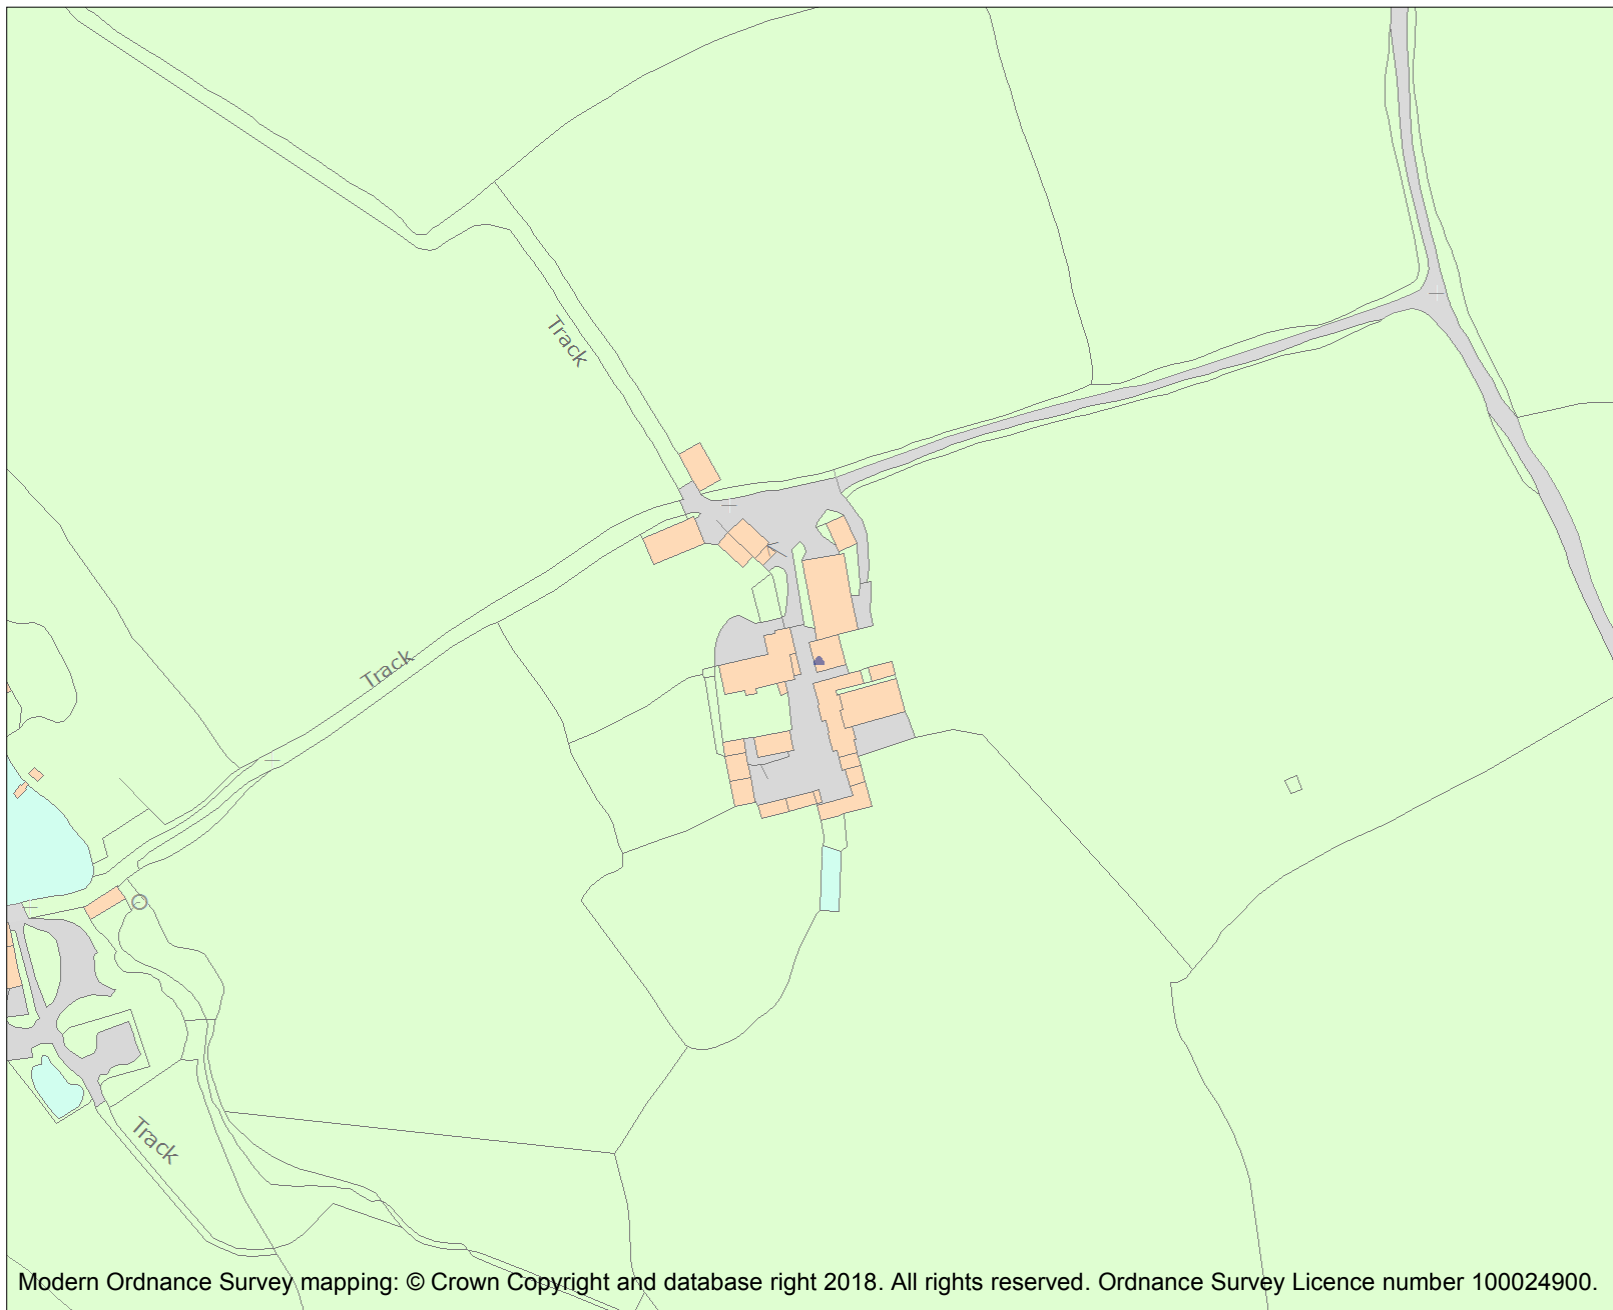 Track
Track
Track
Modern Ordnance Survey mapping: © Crown Copyright and database right 2018. All rights reserved. Ordnance Survey Licence number 100024900.